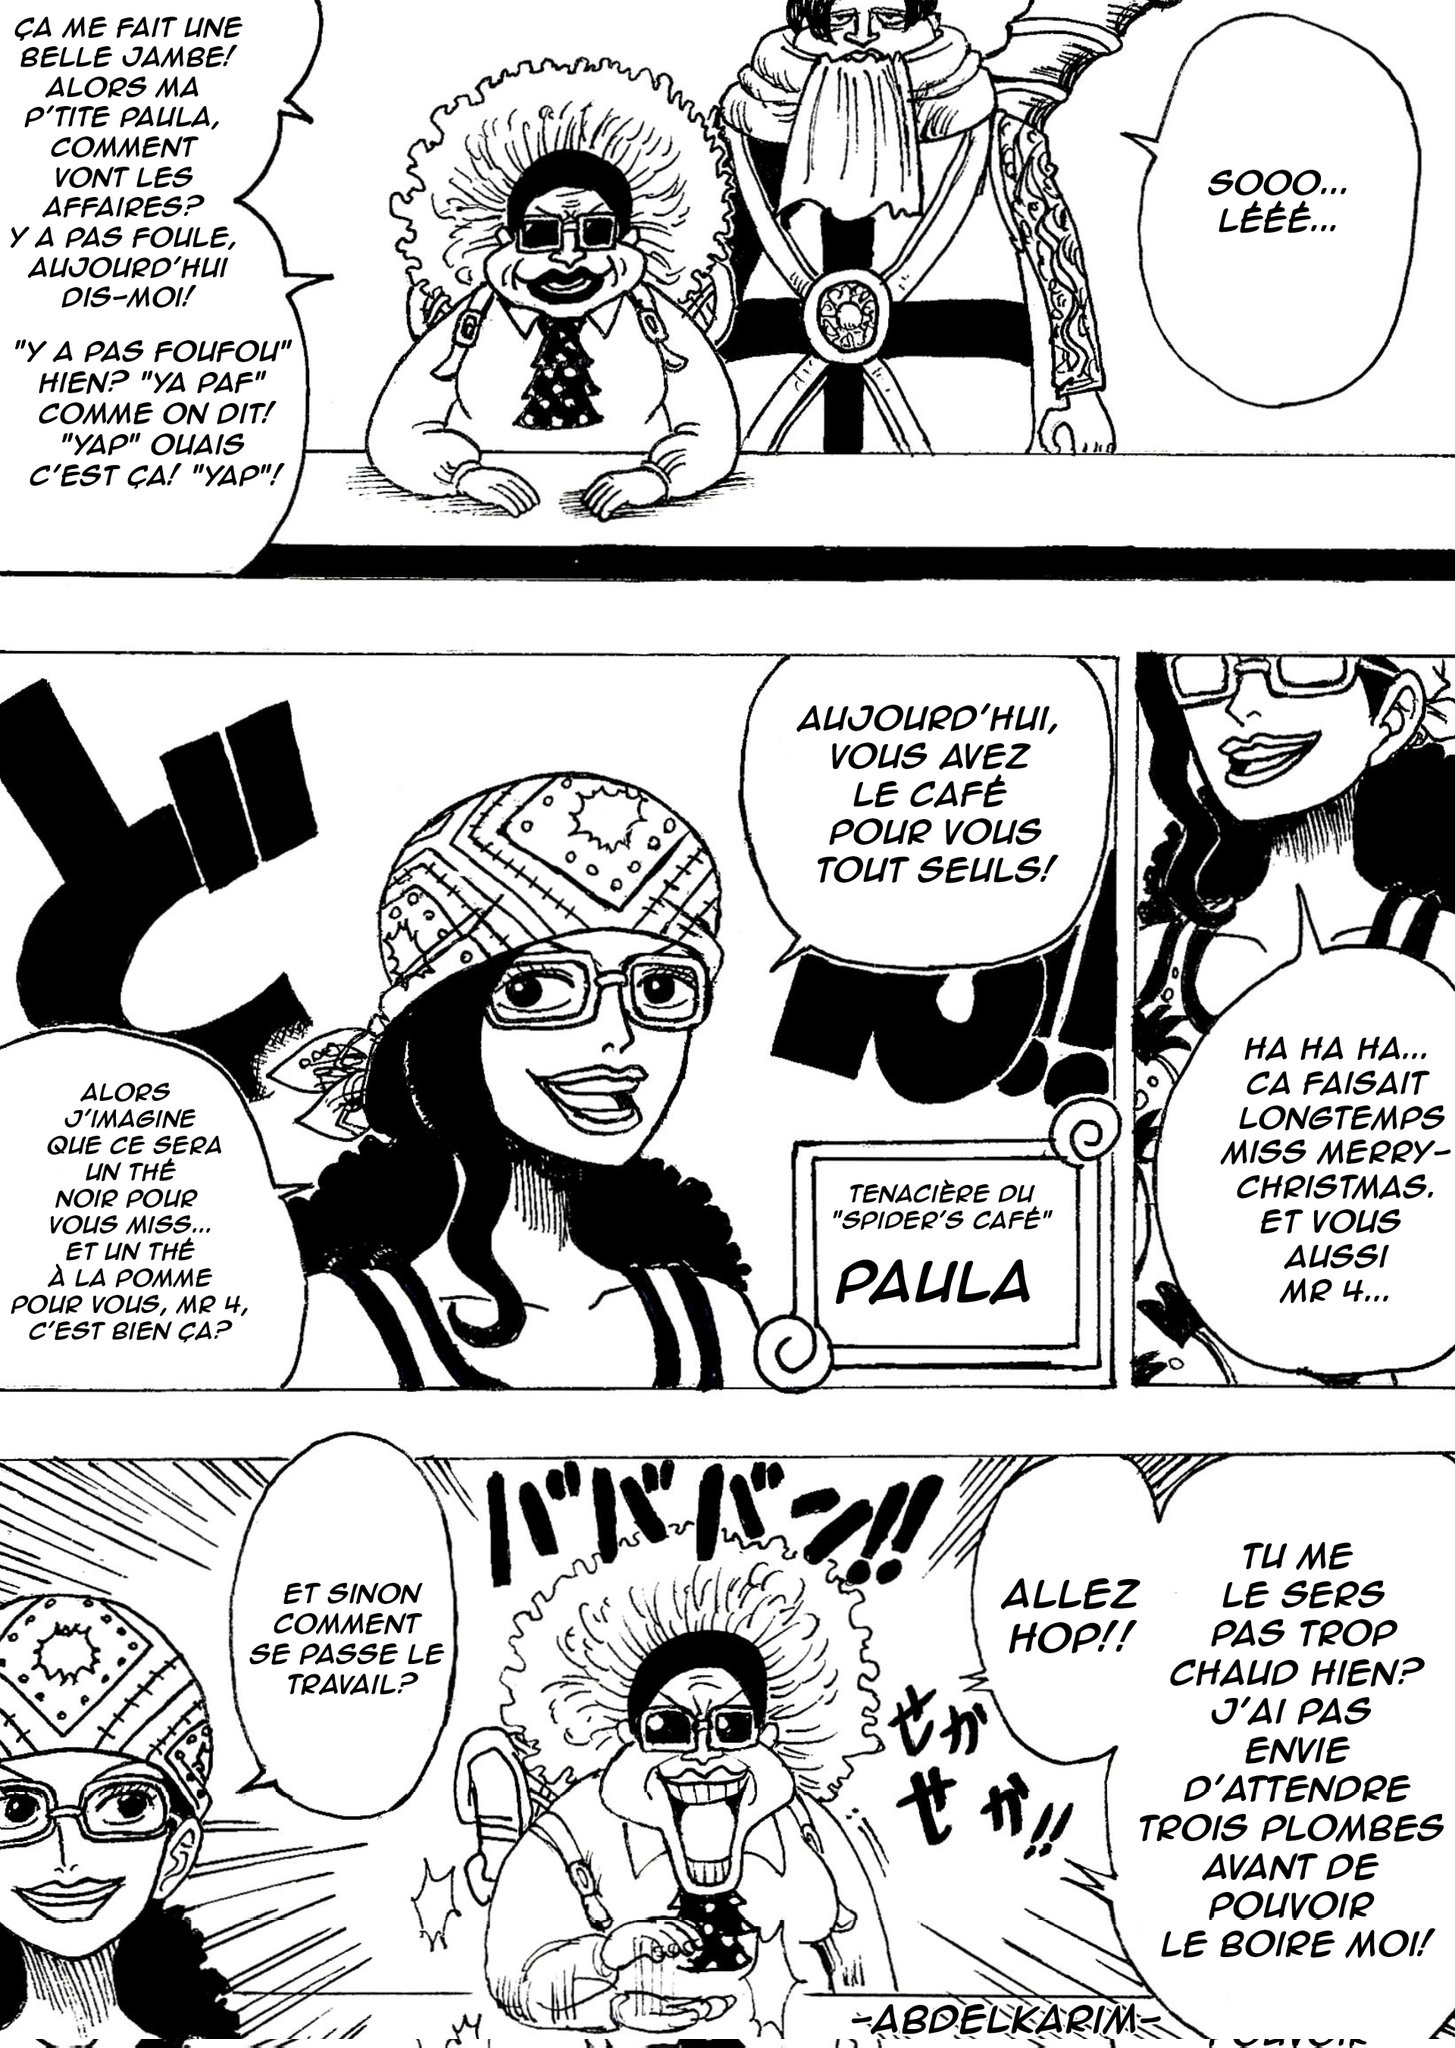 SOOO...
LÉÉÉ...
ÇA ME FAIT UNE
BELLE JAMBE!
ALORS MA
P'TITE PAULA,
COMMENT
VONT LES
AFFAIRES?
Y A PAS FOULE,
AUJOURD'HUI
DIS-MOI!
"Y A PAS FOUFOU"
HIEN? "YA PAF"
COMME ON DIT!
"YAP" OUAIS
C'EST ÇA! "YAP"!
HA HA HA...
CA FAISAIT
LONGTEMPS
MISS MERRY-
CHRISTMAS.
ET VOUS
AUSSI
MR 4...
AUJOURD'HUI,
VOUS AVEZ
LE CAFÉ
POUR VOUS
TOUT SEULS!
TENACIÈRE DU
"SPIDER'S CAFÉ"
PAULA
ALORS
J'IMAGINE
QUE CE SERA
UN THÉ
NOIR POUR
VOUS MISS...
ET UN THÉ
À LA POMME
POUR VOUS, MR 4,
C'EST BIEN ÇA?
TU ME
LE SERS
PAS TROP
CHAUD HIEN?
J'AI PAS
ENVIE
D'ATTENDRE
TROIS PLOMBES
AVANT DE
POUVOIR
LE BOIRE MOI!
ALLEZ
HOP!!
バババン!!
せかせか!!
ET SINON
COMMENT
SE PASSE LE
TRAVAIL?
-ABDELKARIM-
POUVOIR